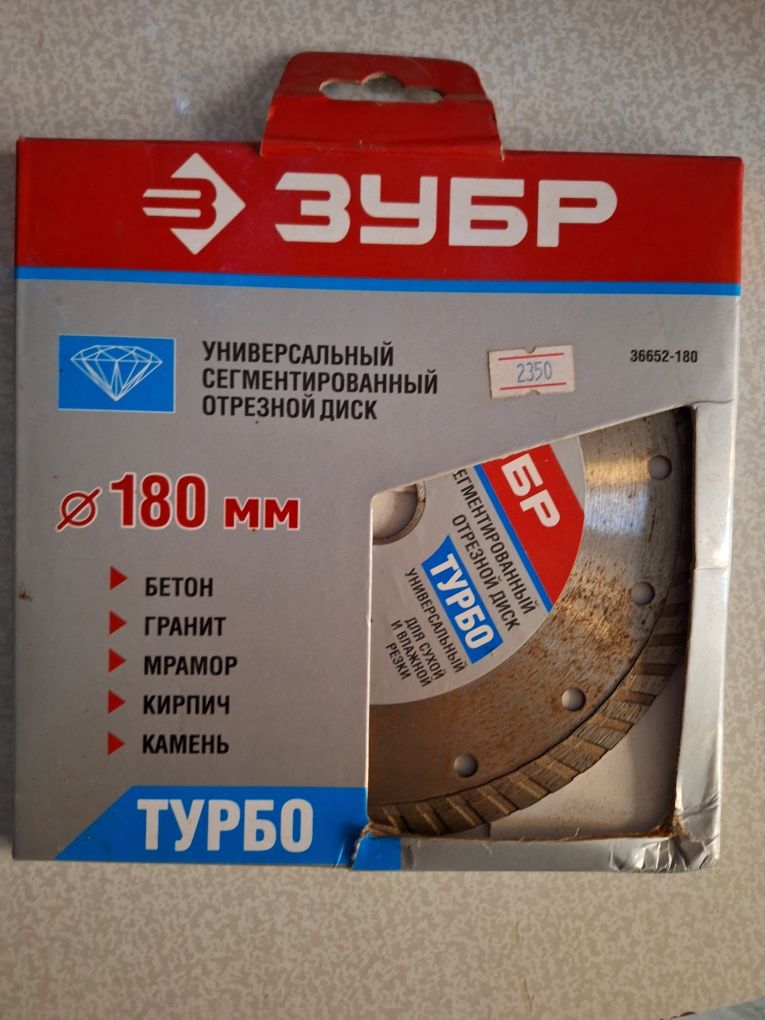 ЗУБР
УНИВЕРСАЛЬНЫЙ
СЕГМЕНТИРОВАННЫЙ
ОТРЕЗНОЙ ДИСК
2350
36652-180
⌀ 180 мм
БЕТОН
ГРАНИТ
МРАМОР
КИРПИЧ
КАМЕНЬ
ТУРБО
БР
ЕГМЕНТИРОВАННЫЙ
ОТРЕЗНОЙ ДИСК
ТУРБО
УНИВЕРСАЛЬНЫЙ
ДЛЯ СУХОЙ
И ВЛАЖНОЙ
РЕЗКИ